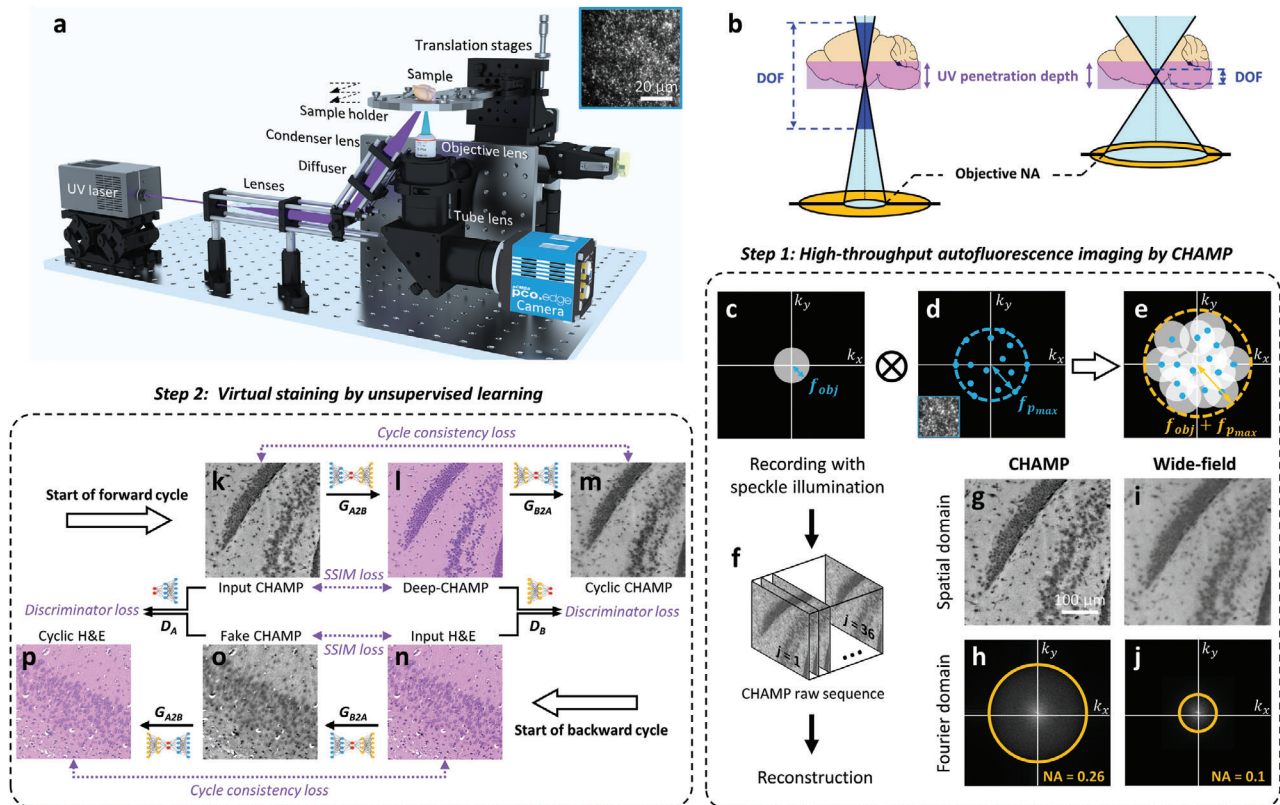 a
Translation stages
Sample
20 µm
Sample holder
Condenser lens
Diffuser
Objective lens
Lenses
UV laser
Tube lens
pco.edge
Camera
b
DOF
UV penetration depth
DOF
Objective NA
Step 1: High-throughput autofluorescence imaging by CHAMP
c
k_y
k_x
f_obj
d
k_y
k_x
f_pmax
e
k_y
k_x
f_obj + f_pmax
Recording with
speckle illumination
f
j = 1
j = 36
CHAMP raw sequence
Reconstruction
CHAMP
Wide-field
Spatial domain
g
100 µm
i
Fourier domain
h
k_y
k_x
NA = 0.26
j
k_y
k_x
NA = 0.1
Step 2: Virtual staining by unsupervised learning
Cycle consistency loss
Start of forward cycle
k
G_A2B
l
G_B2A
m
Input CHAMP
SSIM loss
Deep-CHAMP
Cyclic CHAMP
Discriminator loss
D_A
D_B
Discriminator loss
Cyclic H&E
Fake CHAMP
SSIM loss
Input H&E
p
G_A2B
o
G_B2A
n
Start of backward cycle
Cycle consistency loss